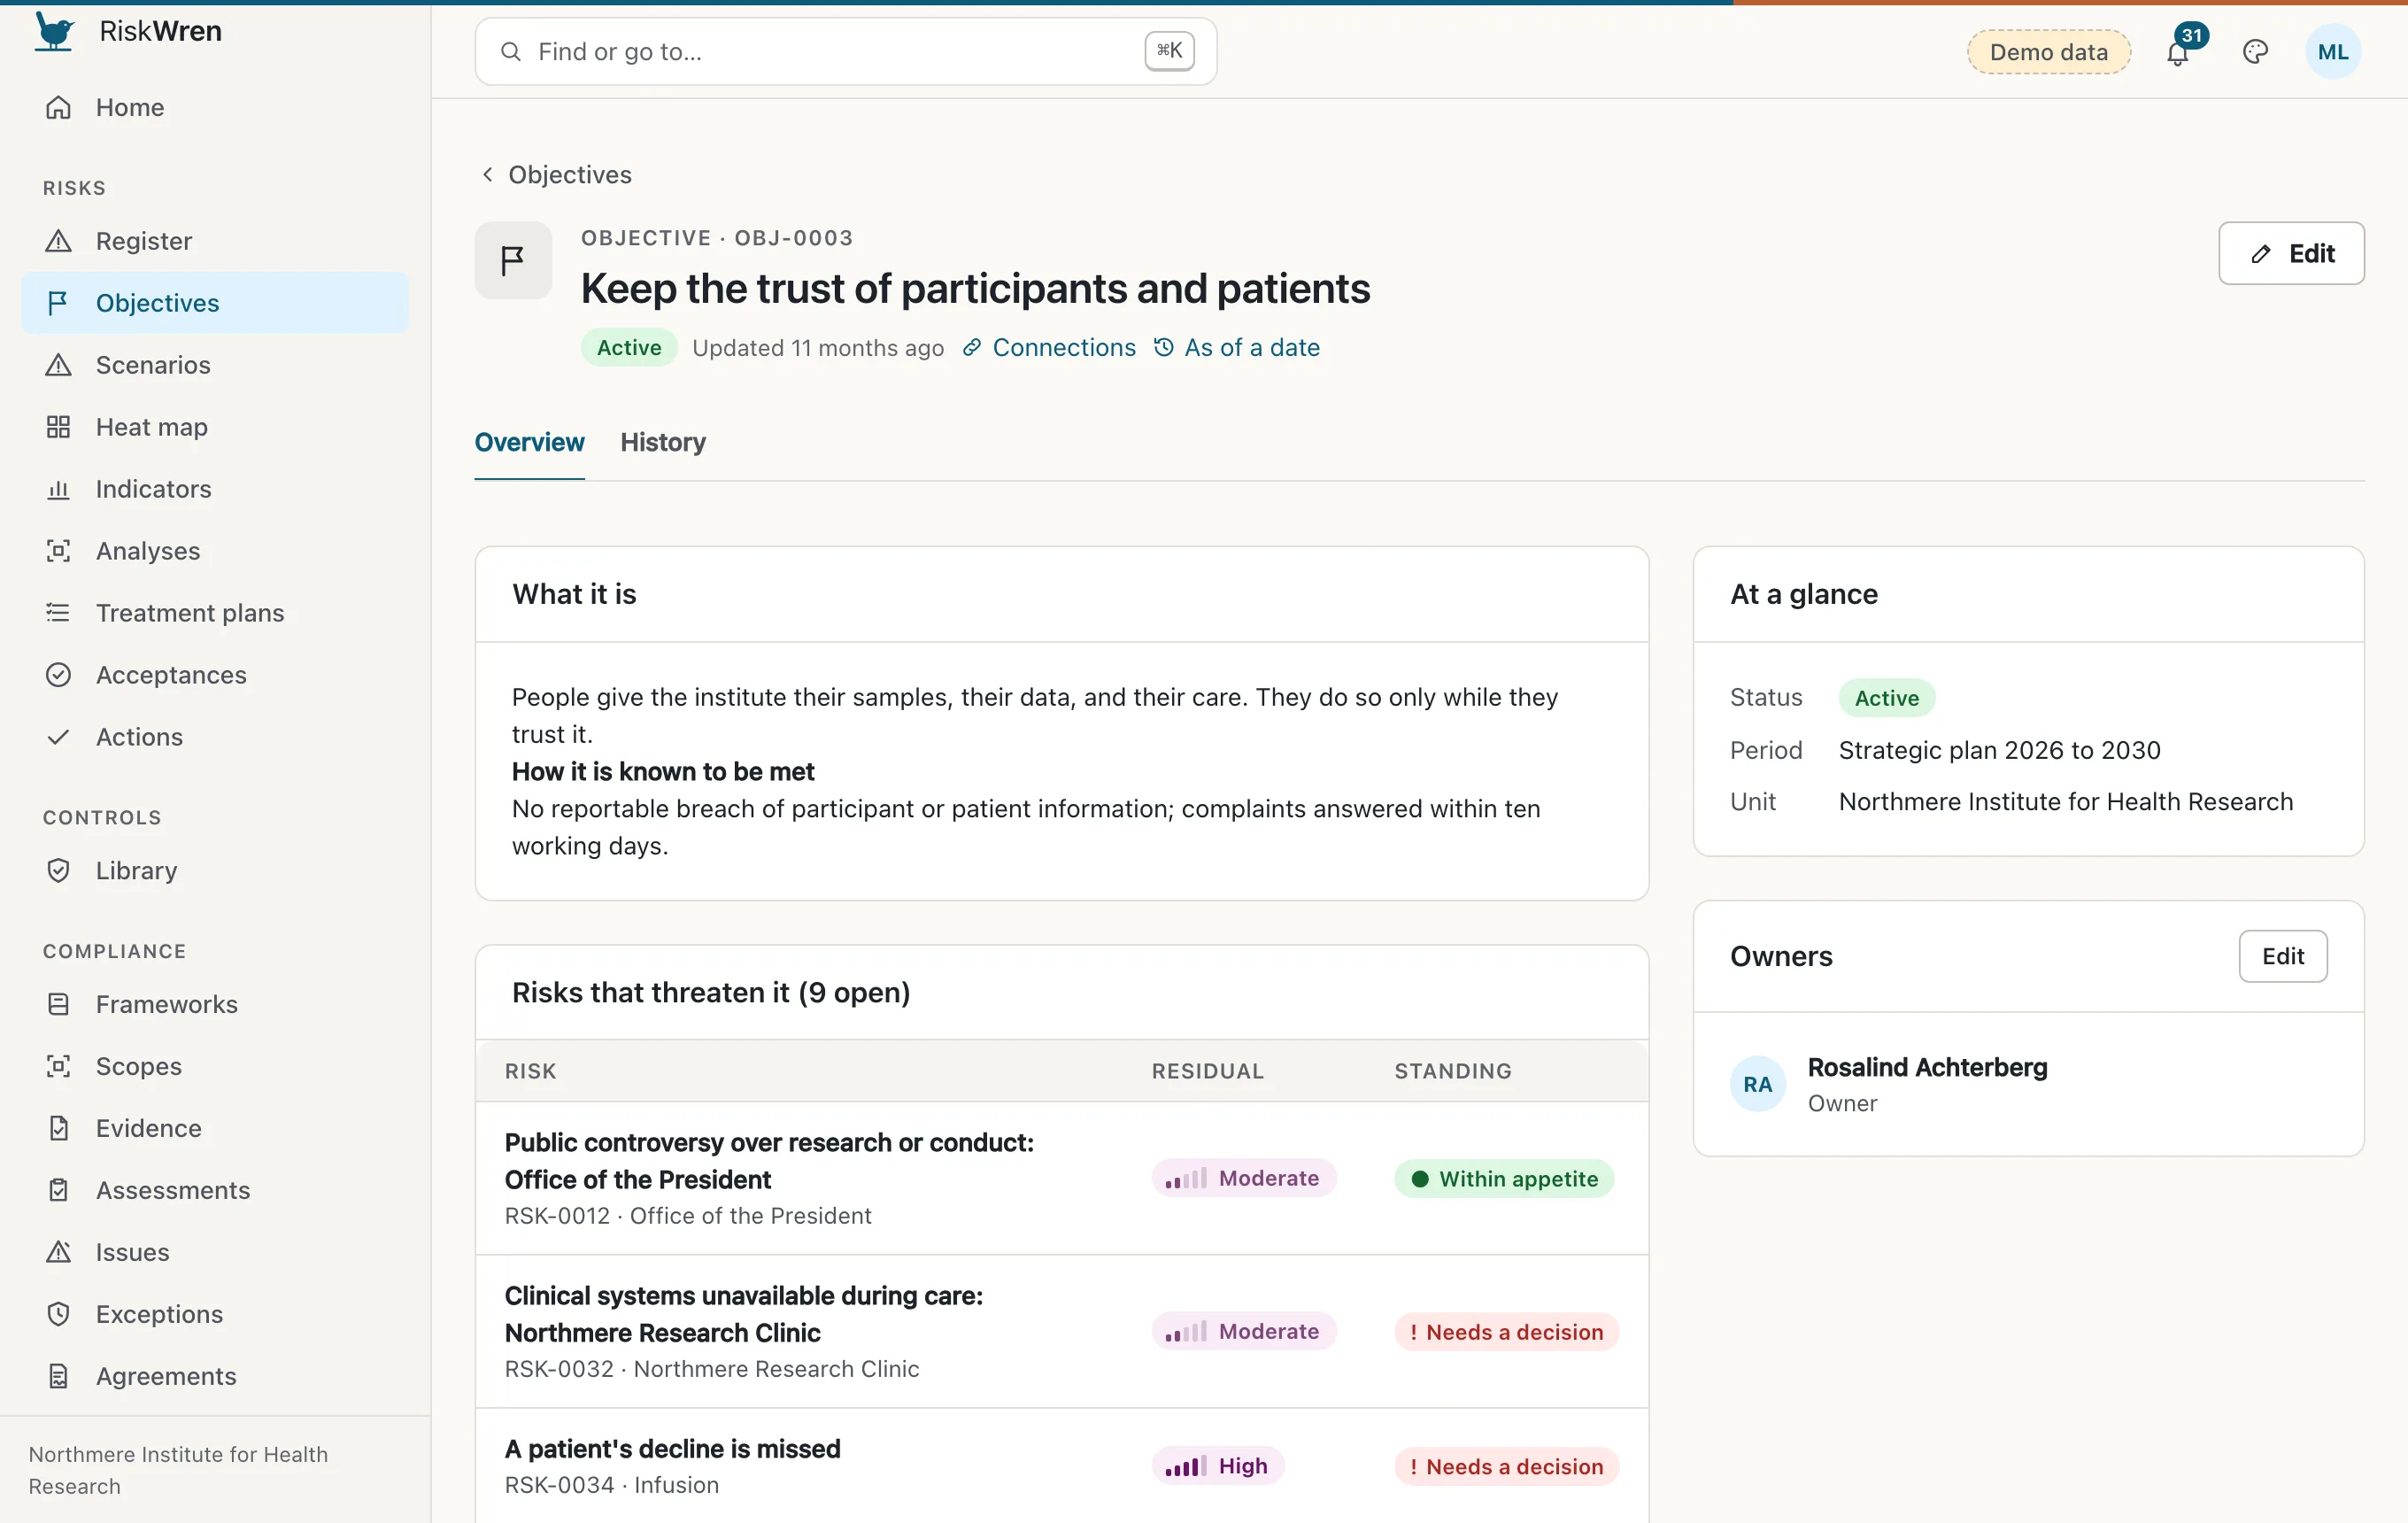 RiskWren
Find or go to...
⌘K
Demo data
31
ML
Home
RISKS
Register
Objectives
Scenarios
Heat map
Indicators
Analyses
Treatment plans
Acceptances
Actions
CONTROLS
Library
COMPLIANCE
Frameworks
Scopes
Evidence
Assessments
Issues
Exceptions
Agreements
Northmere Institute for Health
Research
Objectives
OBJECTIVE · OBJ-0003
Keep the trust of participants and patients
Edit
Active Updated 11 months ago Connections As of a date
Overview History
What it is
People give the institute their samples, their data, and their care. They do so only while they
trust it.
How it is known to be met
No reportable breach of participant or patient information; complaints answered within ten
working days.
Risks that threaten it (9 open)
RISK RESIDUAL STANDING
Public controversy over research or conduct:
Office of the President
RSK-0012 · Office of the President
Moderate
Within appetite
Clinical systems unavailable during care:
Northmere Research Clinic
RSK-0032 · Northmere Research Clinic
Moderate
! Needs a decision
A patient's decline is missed
RSK-0034 · Infusion
High
! Needs a decision
At a glance
Status Active
Period Strategic plan 2026 to 2030
Unit Northmere Institute for Health Research
Owners
Edit
RA
Rosalind Achterberg
Owner